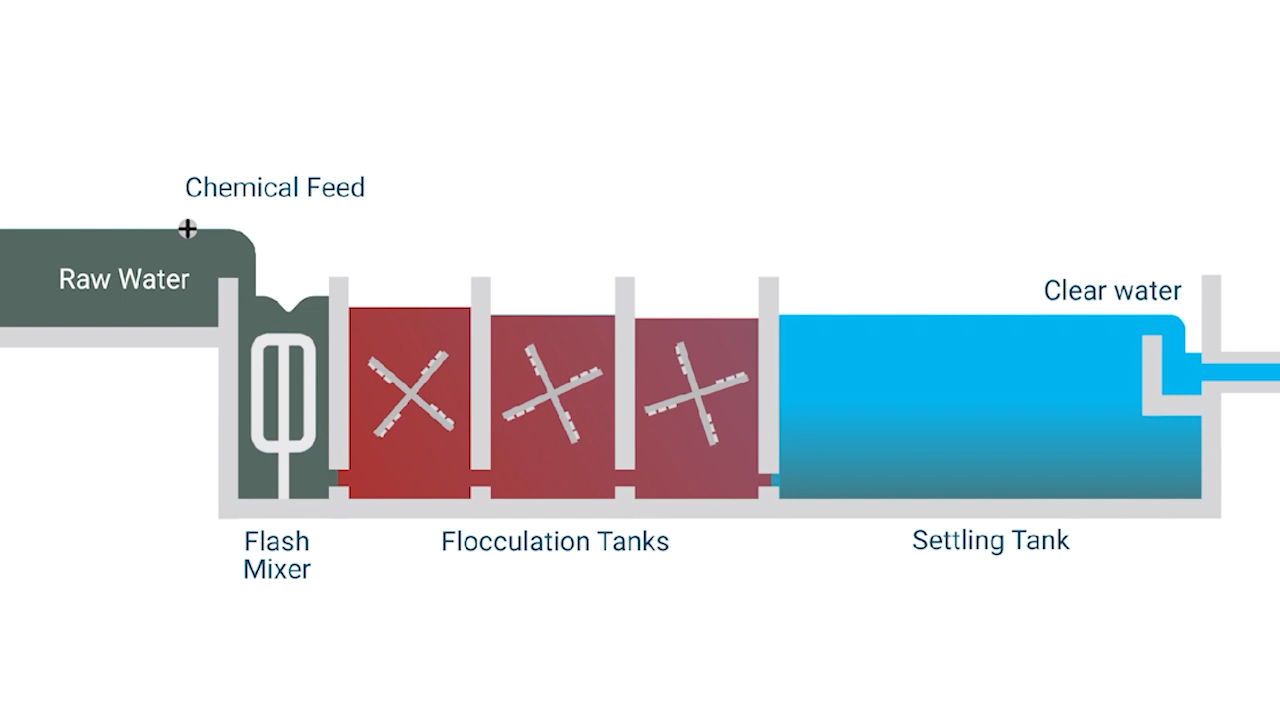 Chemical Feed
Raw Water
Clear water
Flash
Mixer
Flocculation Tanks
Settling Tank